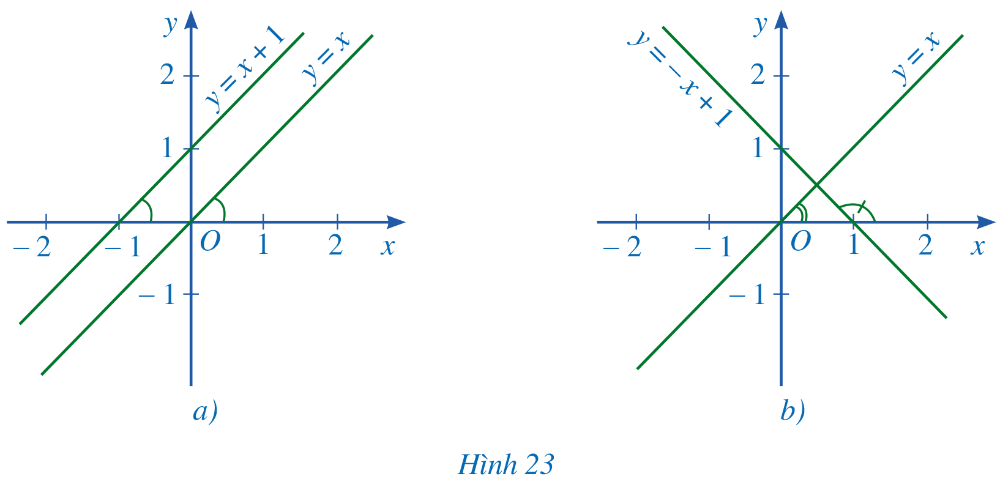 y
y = x + 1
y = x
2
1
– 2
– 1
O
1
2
x
– 1
a)
y = – x + 1
y
y = x
2
1
– 2
– 1
O
1
2
x
– 1
b)
Hình 23